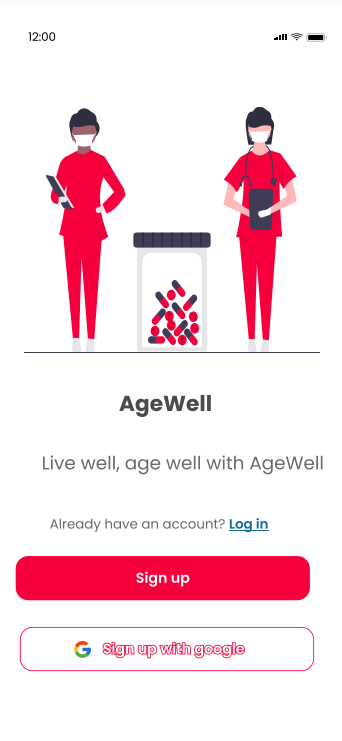 12:00
AgeWell
Live well, age well with AgeWell
Already have an account? Log in
Sign up
Sign up with google